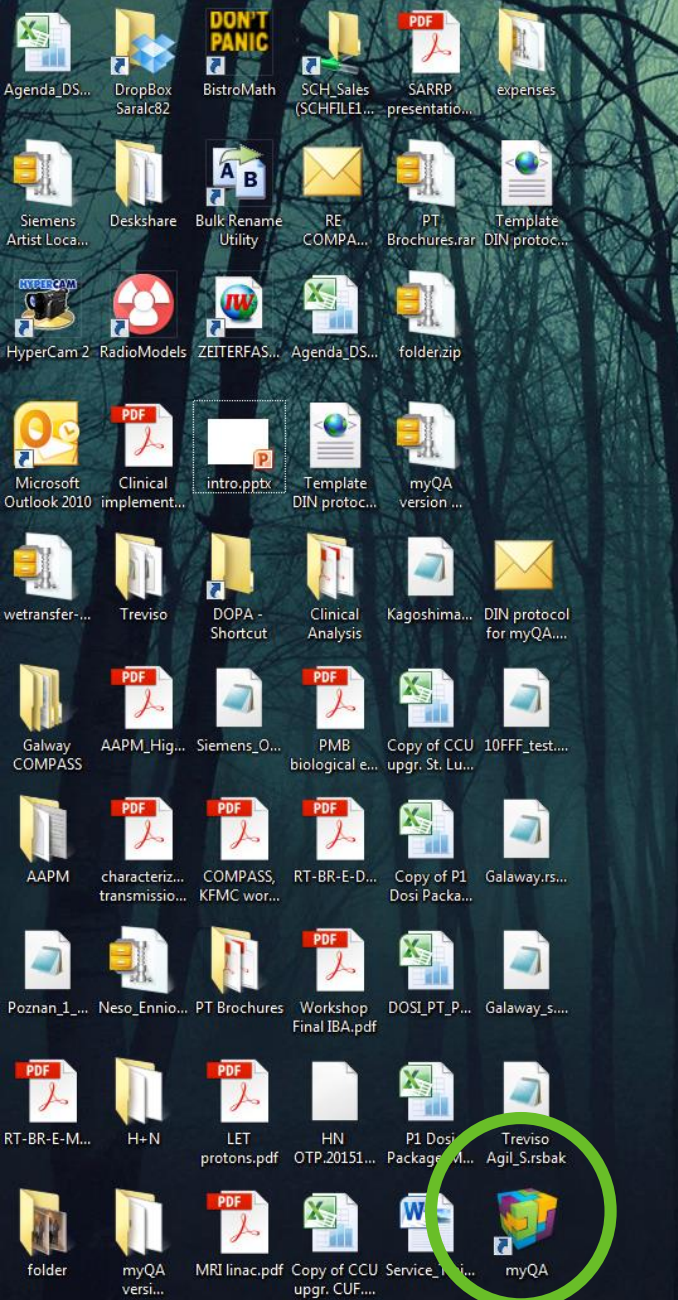 DON'T
PANIC
PDF
Agenda_DS...
DropBox
Saralc82
BistroMath
SCH_Sales
(SCHFILE1...
SARRP
presentatio...
expenses
A B
Siemens
Artist Loca...
Deskshare
Bulk Rename
Utility
RE
COMPA...
PT
Brochures.rar
Template
DIN protoc...
HYPERCAM
IW
HyperCam 2
RadioModels
ZEITERFAS...
Agenda_DS...
folder.zip
PDF
Microsoft
Outlook 2010
Clinical
implement...
intro.pptx
Template
DIN protoc...
myQA
version ...
wetransfer-...
Treviso
DOPA -
Shortcut
Clinical
Analysis
Kagoshima...
DIN protocol
for myQA....
PDF
PDF
Galway
COMPASS
AAPM_Hig...
Siemens_O...
PMB
biological e...
Copy of CCU
upgr. St. Lu...
10FFF_test....
PDF
PDF
PDF
AAPM
characteriz...
transmissio...
COMPASS,
KFMC wor...
RT-BR-E-D...
Copy of P1
Dosi Packa...
Galaway.rs...
PDF
Poznan_1_...
Neso_Ennio...
PT Brochures
Workshop
Final IBA.pdf
DOSI_PT_P...
Galaway_s....
PDF
PDF
RT-BR-E-M...
H+N
LET
protons.pdf
HN
OTP.20151...
P1 Dosi
Package
Treviso
Agil_S.rsbak
PDF
folder
myQA
versi...
MRI linac.pdf
Copy of CCU
upgr. CUF....
myQA